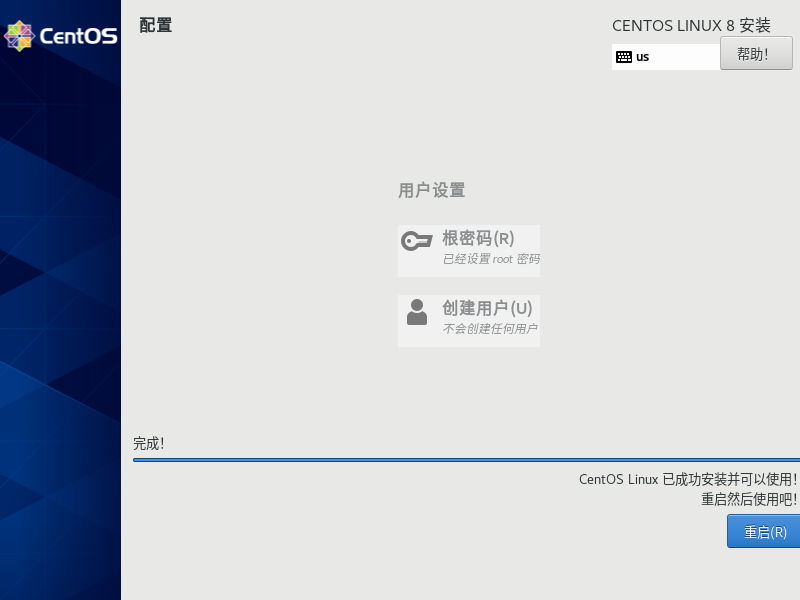 CentOS
配置
CENTOS LINUX 8 安装
us
帮助！
用户设置
根密码(R)
已经设置 root 密码
创建用户(U)
不会创建任何用户
完成！
CentOS Linux 已成功安装并可以使用！
重启然后使用吧！
重启(R)